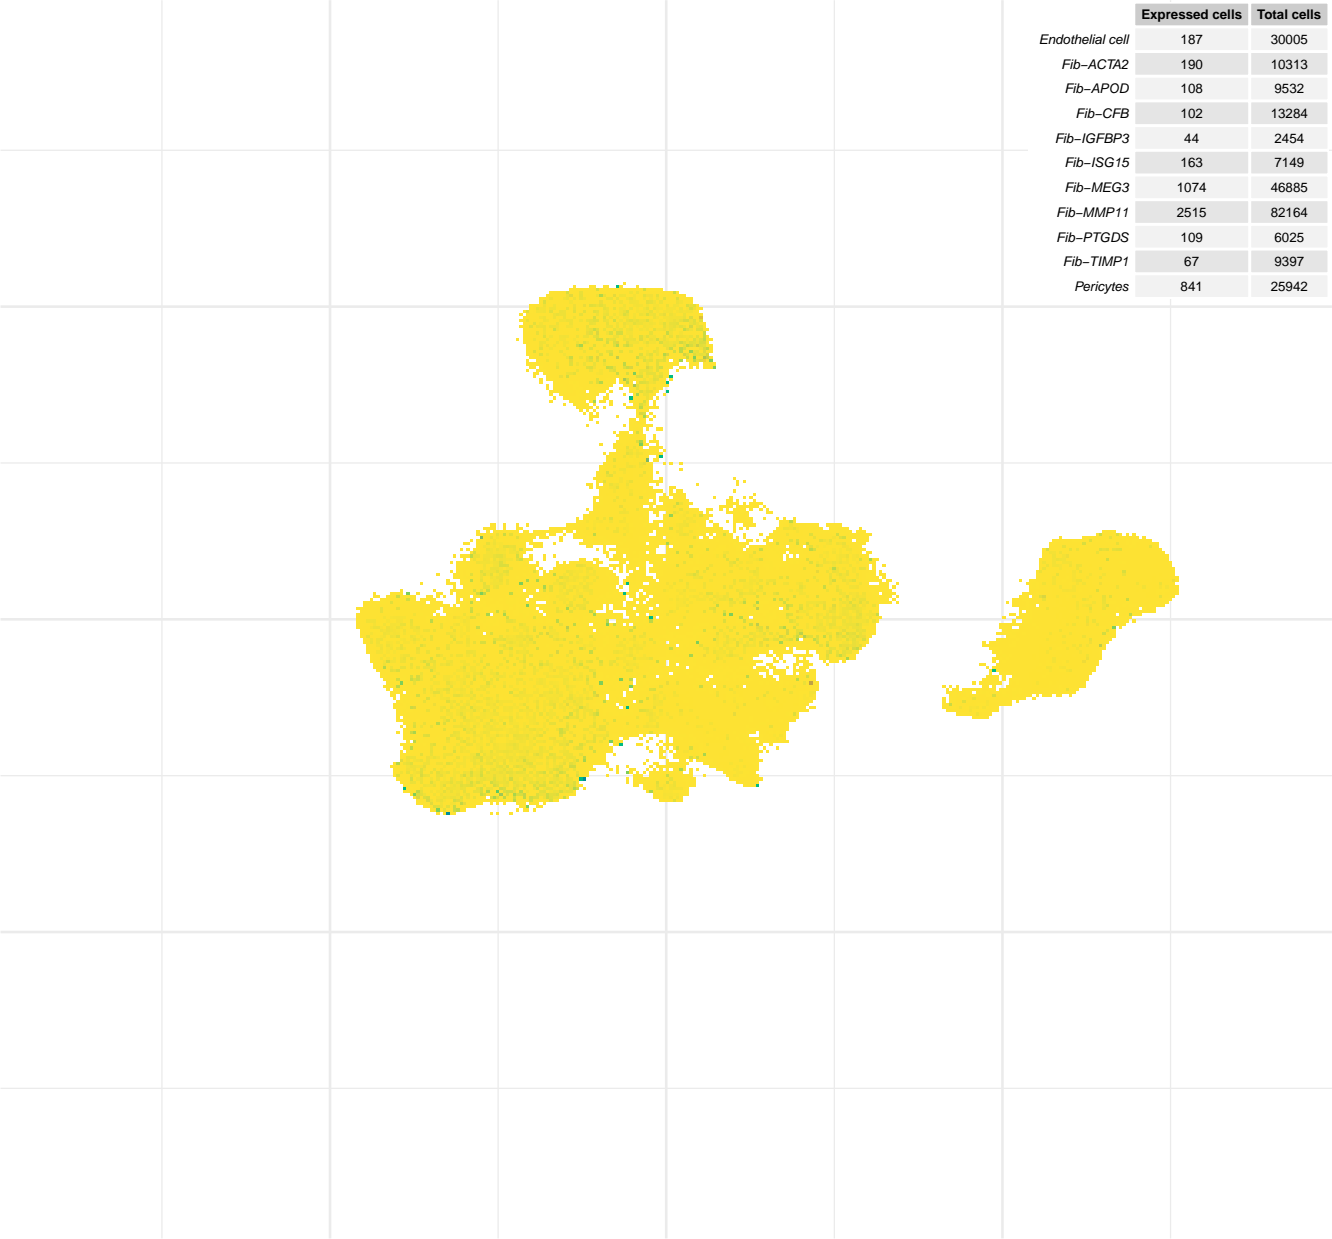 Expressed cells Total cells
Endothelial cell 187 30005
Fib−ACTA2 190 10313
Fib−APOD 108 9532
Fib−CFB 102 13284
Fib−IGFBP3 44 2454
Fib−ISG15 163 7149
Fib−MEG3 1074 46885
Fib−MMP11 2515 82164
Fib−PTGDS 109 6025
Fib−TIMP1 67 9397
Pericytes 841 25942